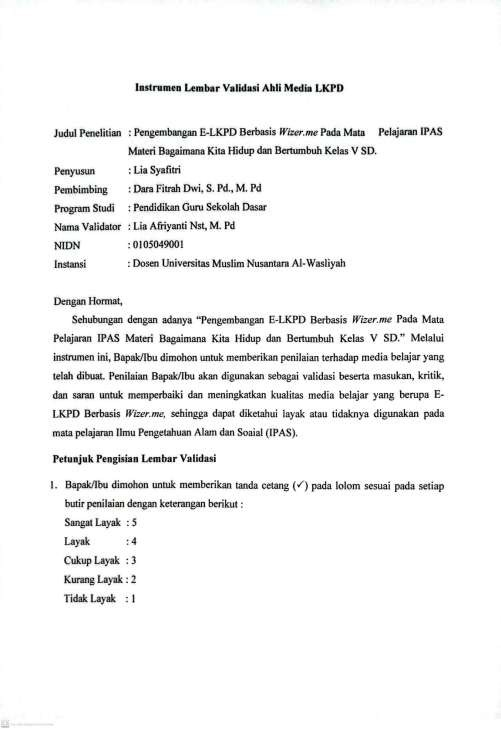 Instrumen Lembar Validasi Ahli Media LKPD
Judul Penelitian : Pengembangan E-LKPD Berbasis Wizer.me Pada Mata Pelajaran IPAS
Materi Bagaimana Kita Hidup dan Bertumbuh Kelas V SD.
Penyusun : Lia Syafitri
Pembimbing : Dara Fitrah Dwi, S. Pd., M. Pd
Program Studi : Pendidikan Guru Sekolah Dasar
Nama Validator : Lia Afriyanti Nst, M. Pd
NIDN : 0105049001
Instansi : Dosen Universitas Muslim Nusantara Al-Wasliyah
Dengan Hormat,
Sehubungan dengan adanya “Pengembangan E-LKPD Berbasis Wizer.me Pada Mata
Pelajaran IPAS Materi Bagaimana Kita Hidup dan Bertumbuh Kelas V SD.” Melalui
instrumen ini, Bapak/Ibu dimohon untuk memberikan penilaian terhadap media belajar yang
telah dibuat. Penilaian Bapak/Ibu akan digunakan sebagai validasi beserta masukan, kritik,
dan saran untuk memperbaiki dan meningkatkan kualitas media belajar yang berupa E-
LKPD Berbasis Wizer.me, sehingga dapat diketahui layak atau tidaknya digunakan pada
mata pelajaran Ilmu Pengetahuan Alam dan Soaial (IPAS).
Petunjuk Pengisian Lembar Validasi
1. Bapak/Ibu dimohon untuk memberikan tanda cetang (✓) pada lolom sesuai pada setiap
butir penilaian dengan keterangan berikut :
Sangat Layak : 5
Layak : 4
Cukup Layak : 3
Kurang Layak : 2
Tidak Layak : 1